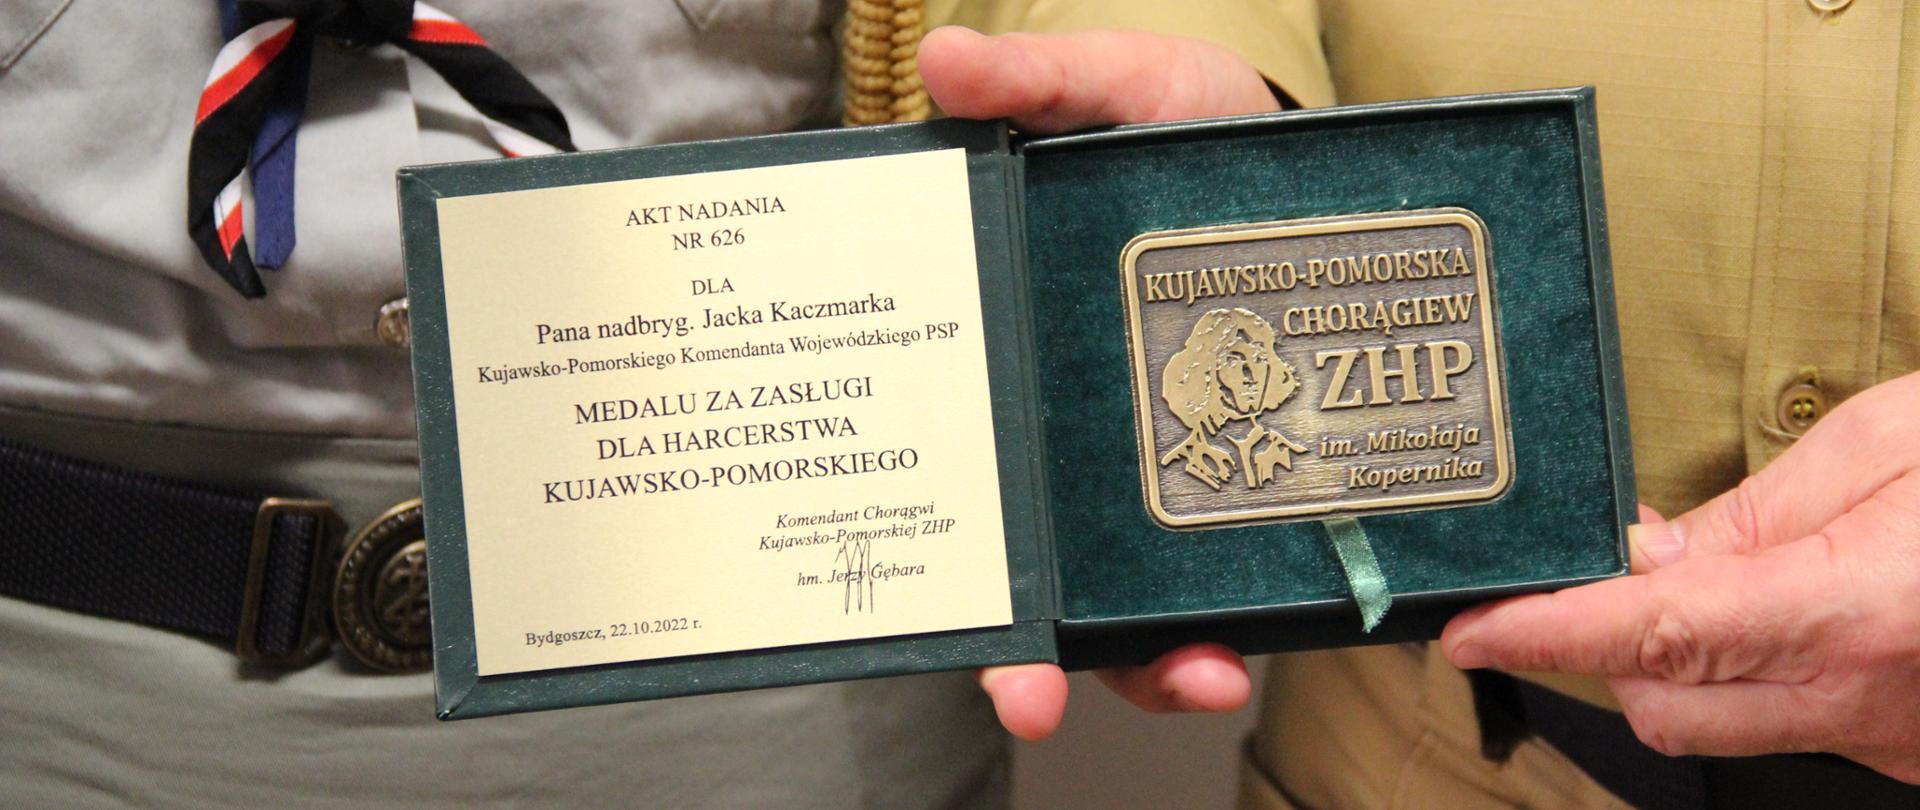 AKT NADANIA
NR 626
DLA
Pana nadbryg. Jacka Kaczmarka
Kujawsko-Pomorskiego Komendanta Wojewódzkiego PSP
MEDALU ZA ZASŁUGI
DLA HARCERSTWA
KUJAWSKO-POMORSKIEGO
Komendant Chorągwi
Kujawsko-Pomorskiej ZHP
hm. Jerzy Gębara
Bydgoszcz, 22.10.2022 r.
KUJAWSKO-POMORSKA
CHORĄGIEW
ZHP
im. Mikołaja
Kopernika